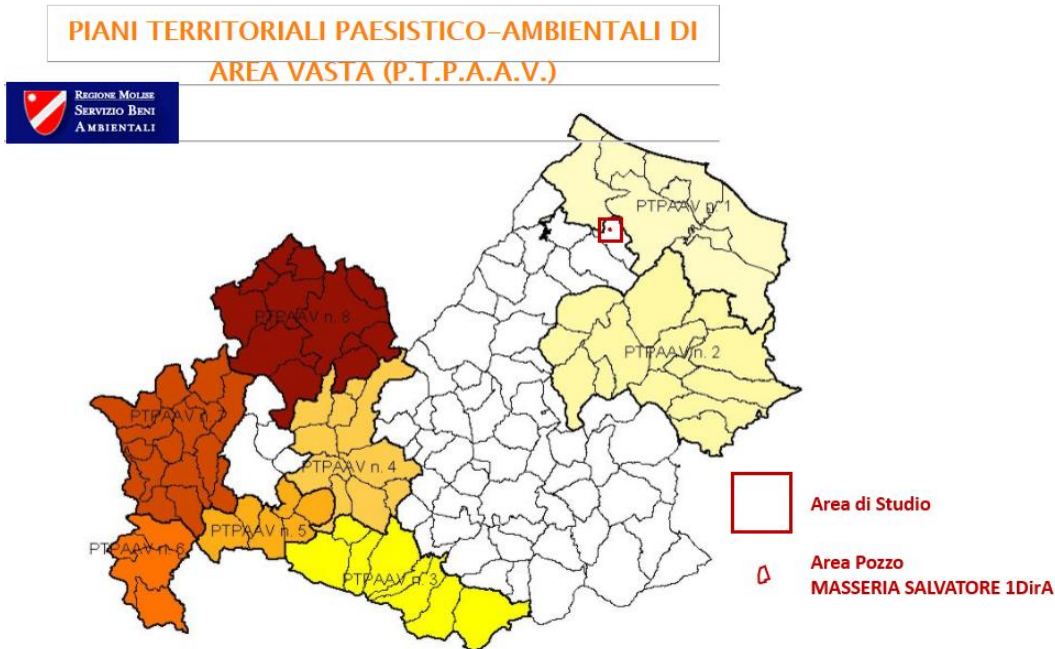 PIANI TERRITORIALI PAESISTICO-AMBIENTALI DI
AREA VASTA (P.T.P.A.A.V.)
REGIONE MOLISE
SERVIZIO BENI
AMBIENTALI
PTPAAV n. 1
PTPAAV n. 8
PTPAAV n. 2
PTPAAV n. 7
PTPAAV n. 4
PTPAAV n. 5
PTPAAV n. 6
PTPAAV n. 3
Area di Studio
Area Pozzo
MASSERIA SALVATORE 1DirA